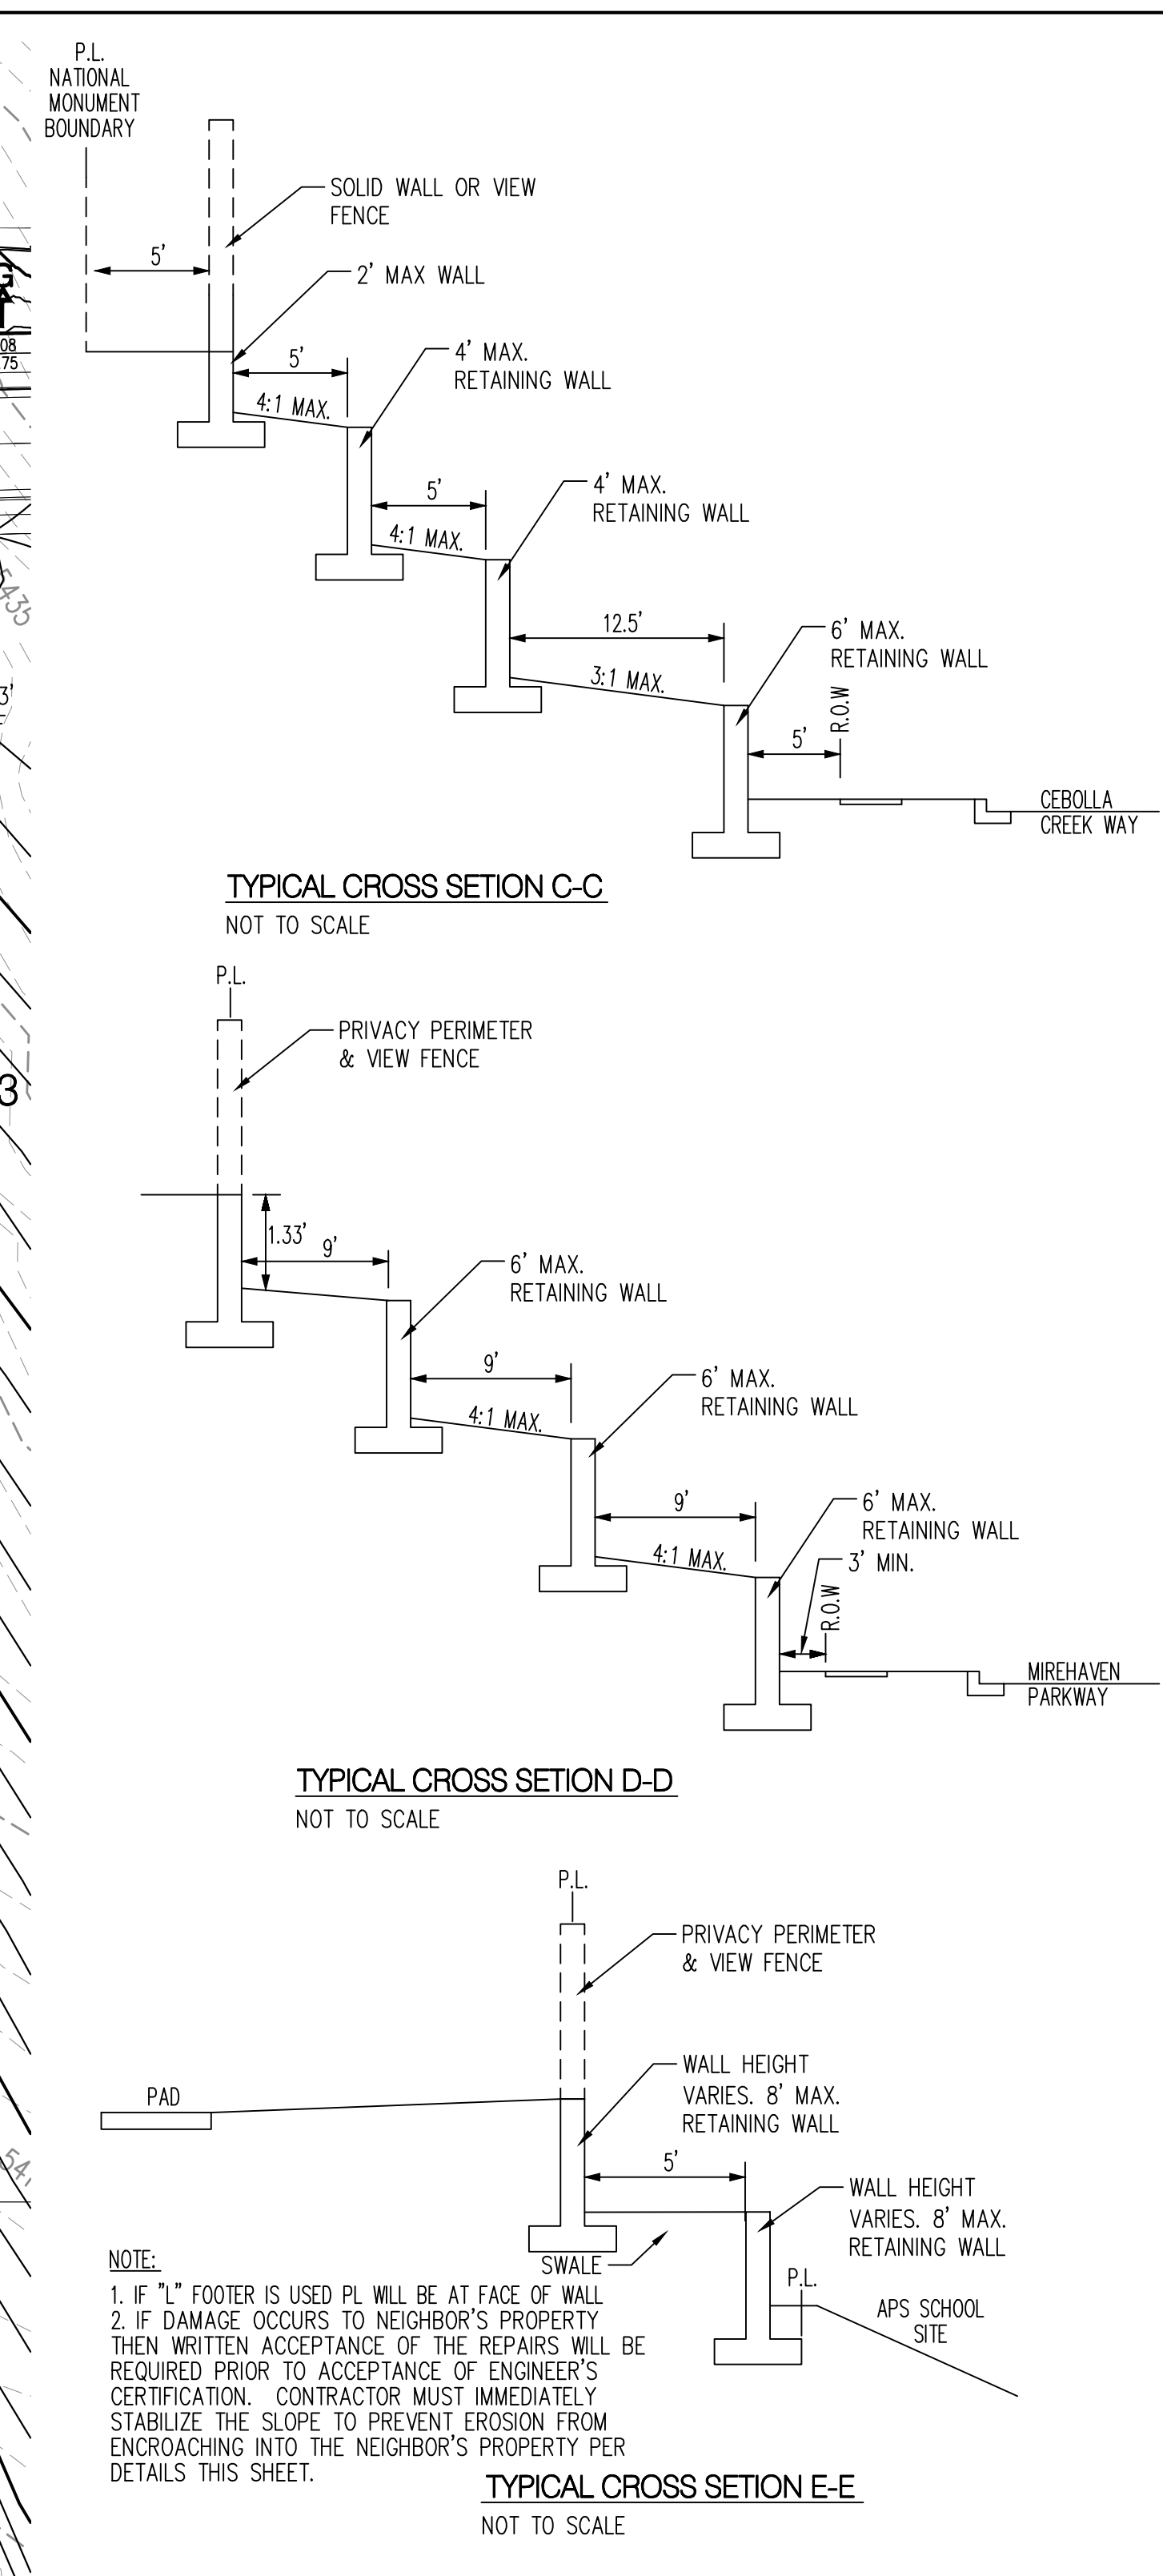 P.L.
NATIONAL
MONUMENT
BOUNDARY
SOLID WALL OR VIEW
FENCE
5'
2' MAX WALL
5'
4' MAX.
RETAINING WALL
4:1 MAX.
5'
4' MAX.
RETAINING WALL
4:1 MAX.
12.5'
6' MAX.
RETAINING WALL
3:1 MAX.
R.O.W
5'
CEBOLLA
CREEK WAY
TYPICAL CROSS SETION C-C
NOT TO SCALE
P.L.
PRIVACY PERIMETER
& VIEW FENCE
1.33'
9'
6' MAX.
RETAINING WALL
9'
6' MAX.
RETAINING WALL
4:1 MAX.
9'
6' MAX.
RETAINING WALL
4:1 MAX.
3' MIN.
R.O.W
MIREHAVEN
PARKWAY
TYPICAL CROSS SETION D-D
NOT TO SCALE
P.L.
PRIVACY PERIMETER
& VIEW FENCE
PAD
WALL HEIGHT
VARIES. 8' MAX.
RETAINING WALL
5'
WALL HEIGHT
VARIES. 8' MAX.
RETAINING WALL
SWALE
P.L.
APS SCHOOL
SITE
NOTE:
1. IF "L" FOOTER IS USED PL WILL BE AT FACE OF WALL
2. IF DAMAGE OCCURS TO NEIGHBOR'S PROPERTY
THEN WRITTEN ACCEPTANCE OF THE REPAIRS WILL BE
REQUIRED PRIOR TO ACCEPTANCE OF ENGINEER'S
CERTIFICATION. CONTRACTOR MUST IMMEDIATELY
STABILIZE THE SLOPE TO PREVENT EROSION FROM
ENCROACHING INTO THE NEIGHBOR'S PROPERTY PER
DETAILS THIS SHEET.
TYPICAL CROSS SETION E-E
NOT TO SCALE
08
75
5435
3'
3